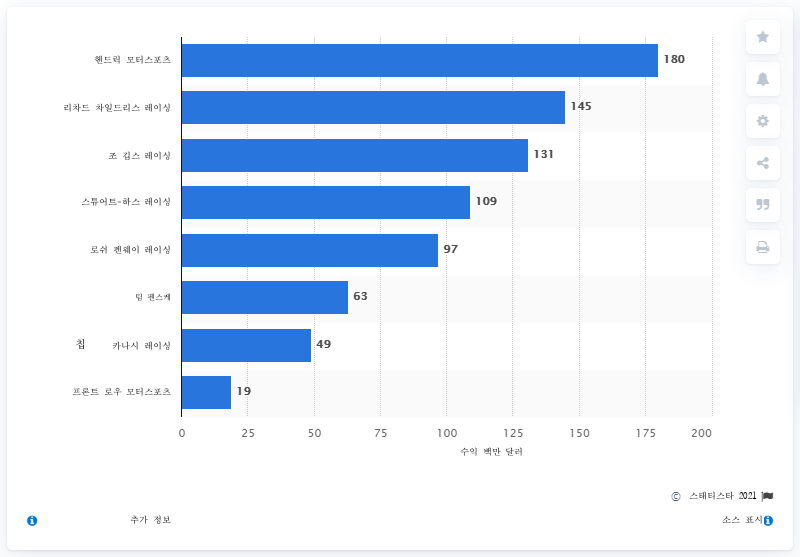 헨드릭 모터스포츠 180
리차드 차일드리스 레이싱 145
조 깁스 레이싱 131
스튜어트-하스 레이싱 109
로쉬 펜웨이 레이싱 97
팀 펜스케 63
칩 카나시 레이싱 49
프론트 로우 모터스포츠 19
0 25 50 75 100 125 150 175 200
수익 백만 달러
© 스태티스타 2021
추가 정보 소스 표시